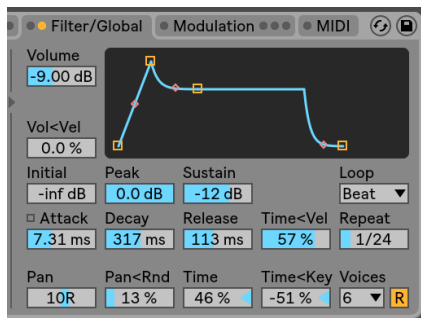 Filter/Global Modulation MIDI
Volume
-9.00 dB
Vol<Vel
0.0 %
Initial Peak Sustain Loop
-inf dB 0.0 dB -12 dB Beat
Attack Decay Release Time<Vel Repeat
7.31 ms 317 ms 113 ms 57 % 1/24
Pan Pan<Rnd Time Time<Key Voices
10R 13 % 46 % -51 % 6 R